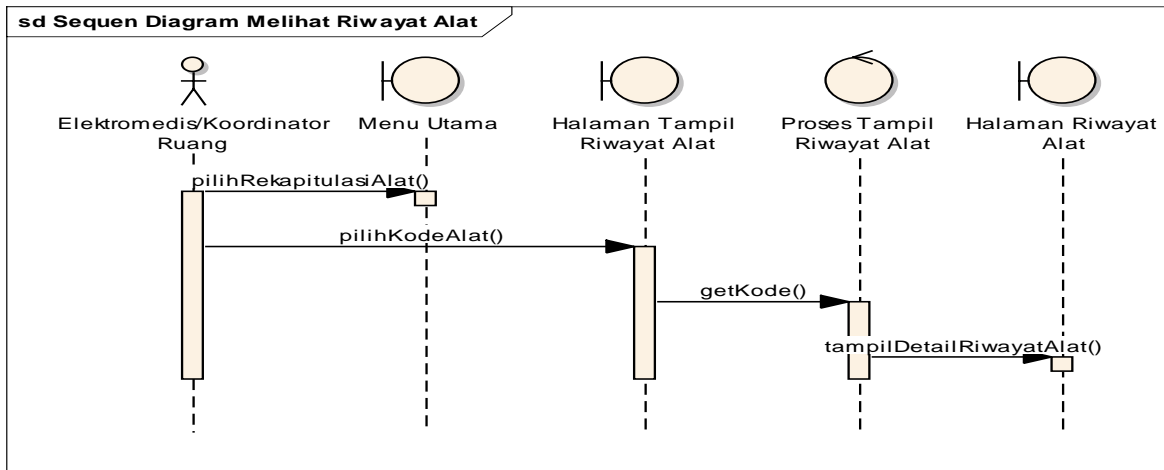 sd Sequen Diagram Melihat Riwayat Alat
Elektromedis/Koordinator
Ruang
Menu Utama
Halaman Tampil
Riwayat Alat
Proses Tampil
Riwayat Alat
Halaman Riwayat
Alat
pilihRekapitulasiAlat()
pilihKodeAlat()
getKode()
tampilDetailRiwayatAlat()